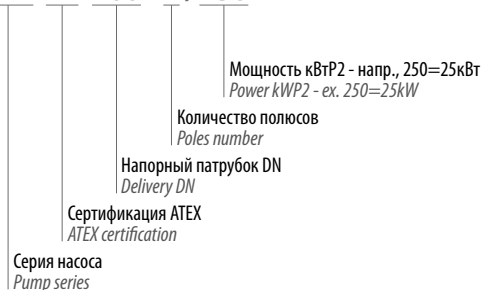 Мощность кВтP2 - напр., 250=25кВт
Power kWP2 - ex. 250=25kW
Количество полюсов
Poles number
Напорный патрубок DN
Delivery DN
Сертификация ATEX
ATEX certification
Серия насоса
Pump series